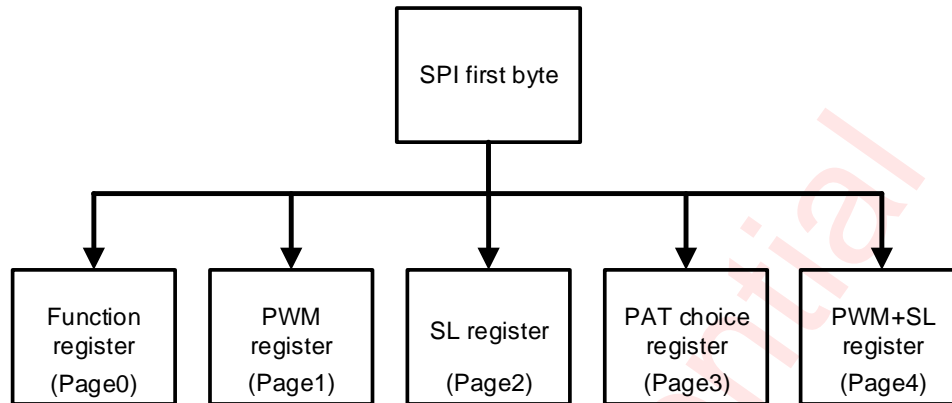 SPI first byte
Function
register
(Page0)
PWM
register
(Page1)
SL register
(Page2)
PAT choice
register
(Page3)
PWM+SL
register
(Page4)
ential